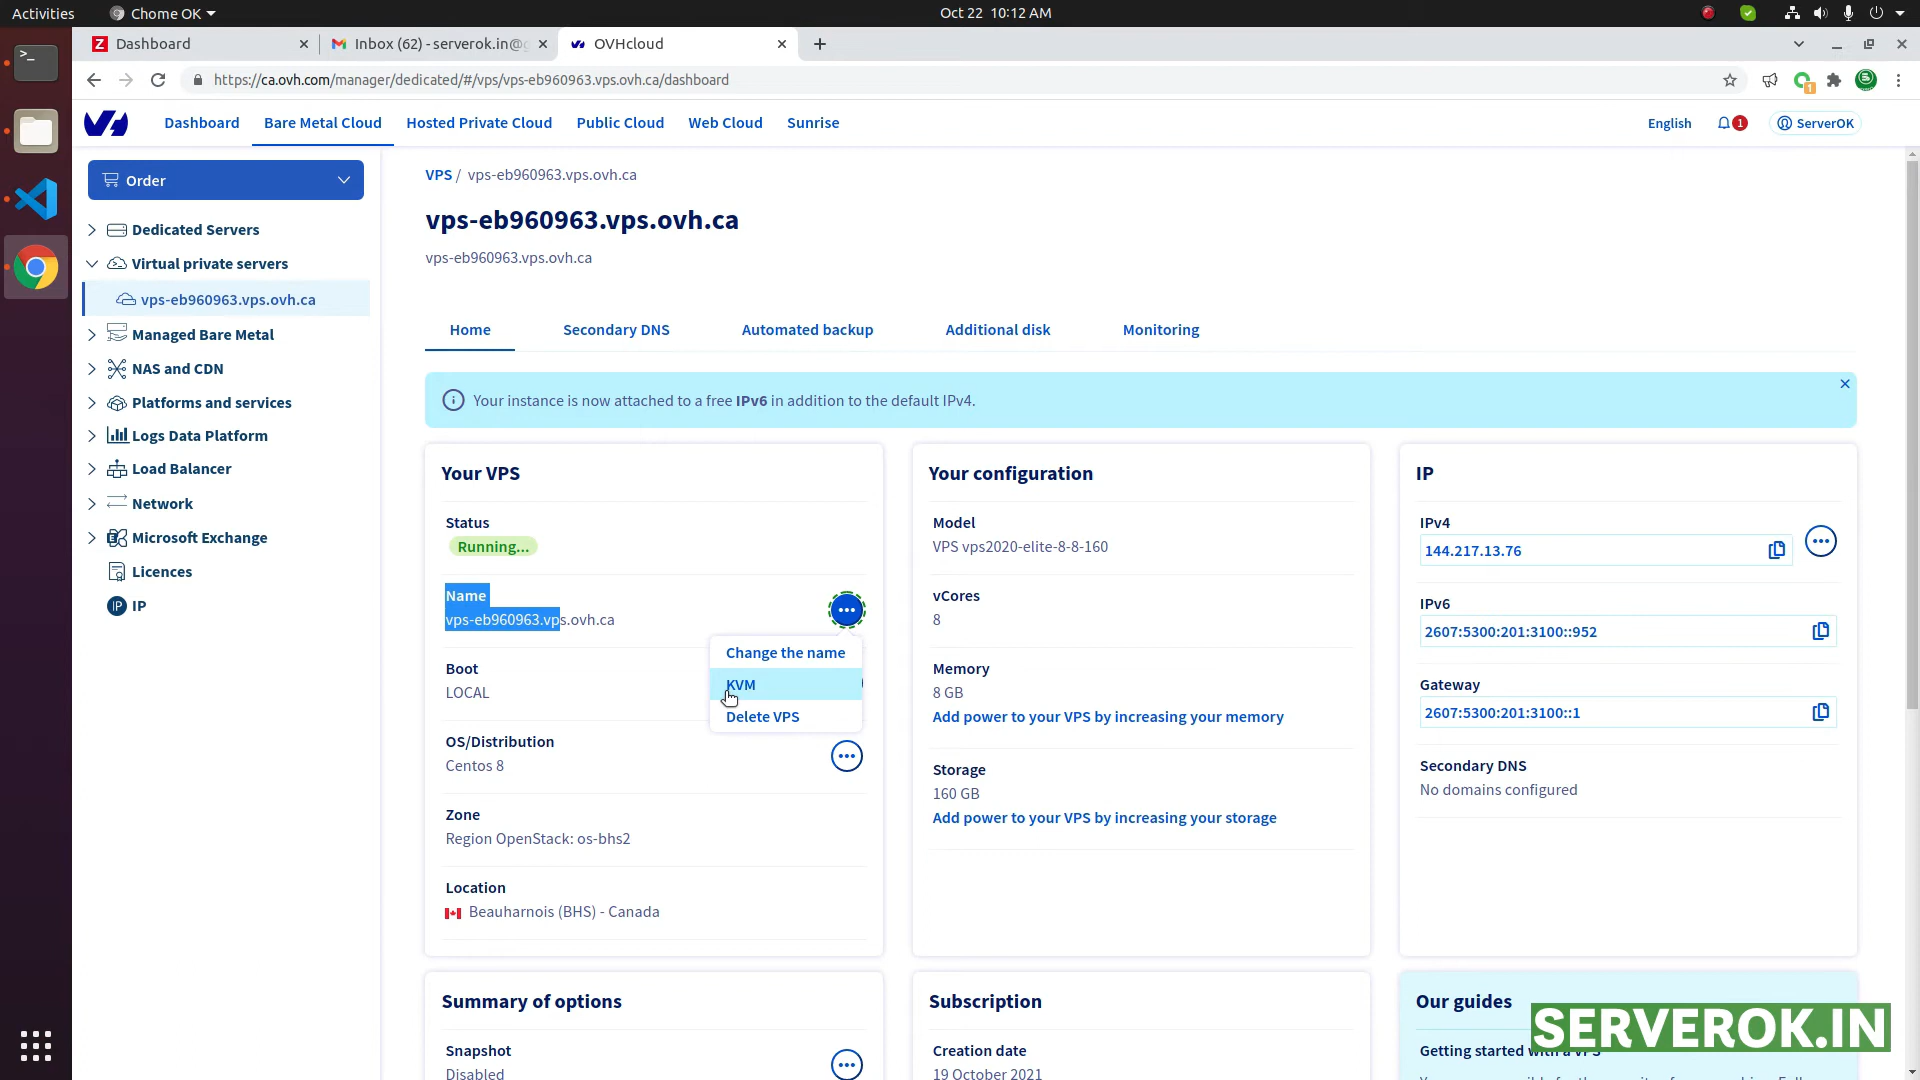 Activities
Chome OK
Oct 22 10:12 AM
Dashboard
Inbox (62) - serverok.in@
OVHcloud
https://ca.ovh.com/manager/dedicated/#/vps/vps-eb960963.vps.ovh.ca/dashboard
1
Dashboard
Bare Metal Cloud
Hosted Private Cloud
Public Cloud
Web Cloud
Sunrise
English
1
ServerOK
Order
Dedicated Servers
Virtual private servers
vps-eb960963.vps.ovh.ca
Managed Bare Metal
NAS and CDN
Platforms and services
Logs Data Platform
Load Balancer
Network
Microsoft Exchange
Licences
IP IP
VPS / vps-eb960963.vps.ovh.ca
vps-eb960963.vps.ovh.ca
vps-eb960963.vps.ovh.ca
Home
Secondary DNS
Automated backup
Additional disk
Monitoring
Your instance is now attached to a free IPv6 in addition to the default IPv4.
Your VPS
Status
Running...
Name
vps-eb960963.vps.ovh.ca
Change the name
KVM
Delete VPS
Boot
LOCAL
OS/Distribution
Centos 8
Zone
Region OpenStack: os-bhs2
Location
Beauharnois (BHS) - Canada
Your configuration
Model
VPS vps2020-elite-8-8-160
vCores
8
Memory
8 GB
Add power to your VPS by increasing your memory
Storage
160 GB
Add power to your VPS by increasing your storage
IP
IPv4
144.217.13.76
IPv6
2607:5300:201:3100::952
Gateway
2607:5300:201:3100::1
Secondary DNS
No domains configured
Summary of options
Snapshot
Disabled
Subscription
Creation date
19 October 2021
Our guides
Getting started with a VPS
SERVEROK.IN